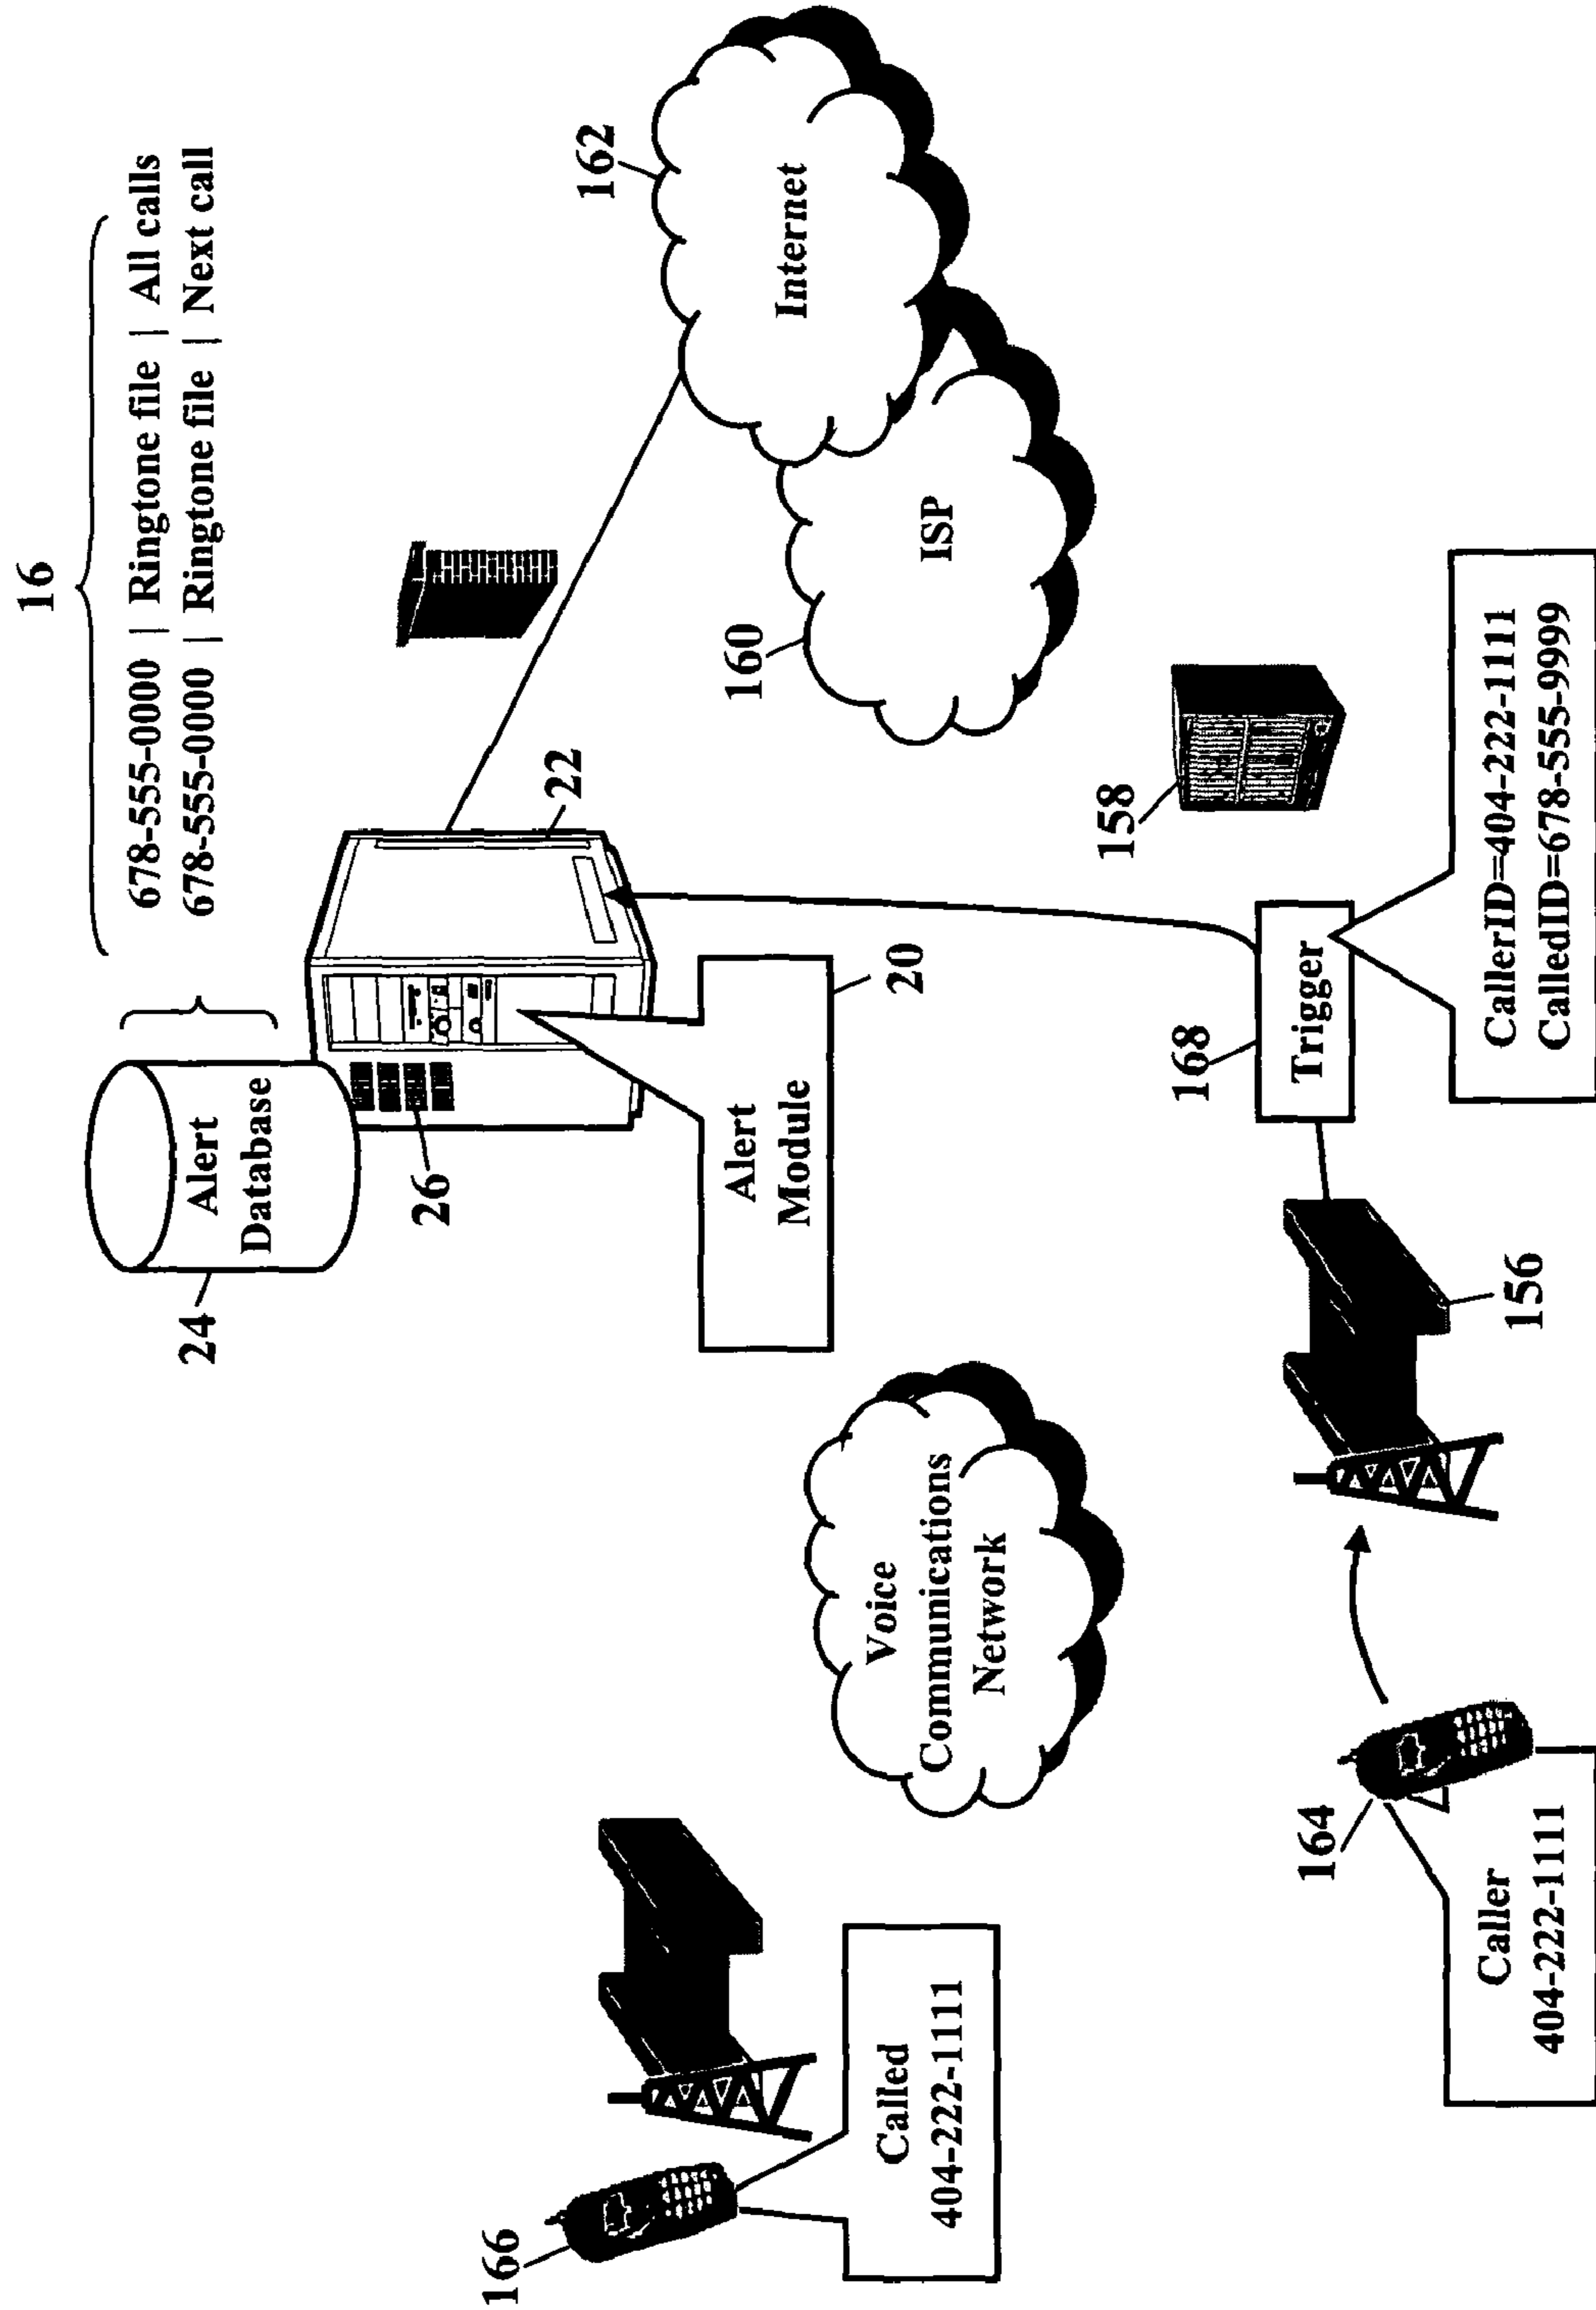 16
678-555-0000 | Ringtone file | All calls
678-555-0000 | Ringtone file | Next call
24
Alert
Database
26
22
Alert
Module
20
162
Internet
160
ISP
166
Called
404-222-1111
Voice
Communications
Network
158
168
Trigger
CallerID=404-222-1111
CalledID=678-555-9999
156
164
Caller
404-222-1111